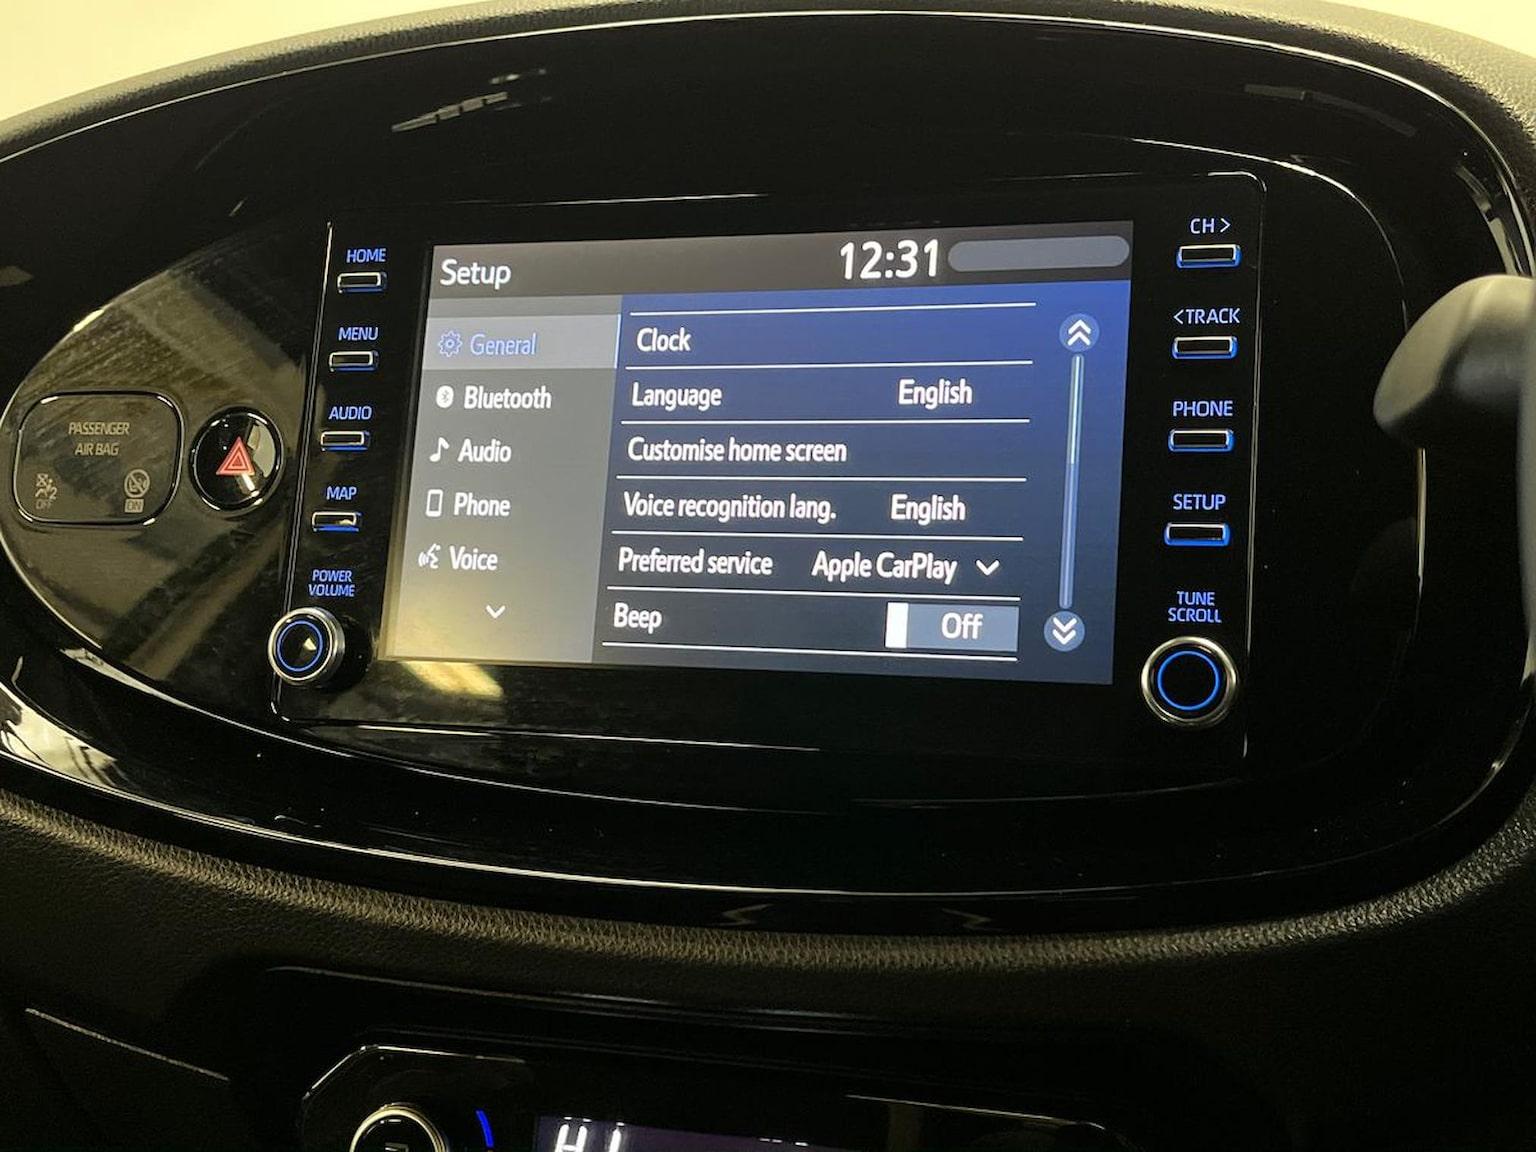 HOME
MENU
AUDIO
MAP
POWER
VOLUME
PASSENGER
AIR BAG
OFF
ON
Setup
12:31
General
Bluetooth
Audio
Phone
Voice
Clock
Language English
Customise home screen
Voice recognition lang. English
Preferred service Apple CarPlay
Beep Off
CH >
< TRACK
PHONE
SETUP
TUNE
SCROLL
HI